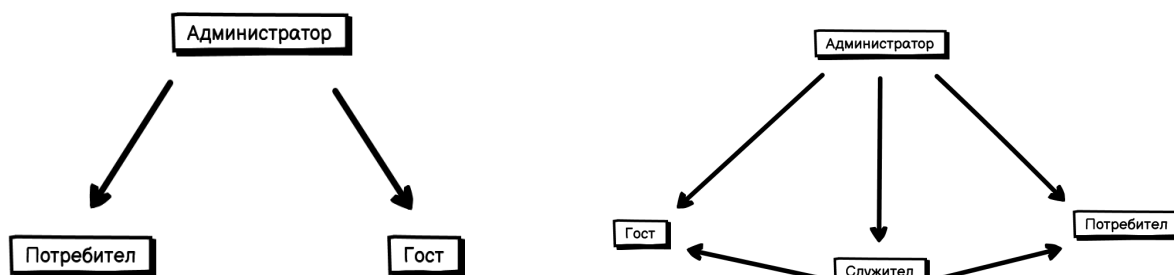 Администратор
Потребител
Гост
Администратор
Гост
Потребител
Служител